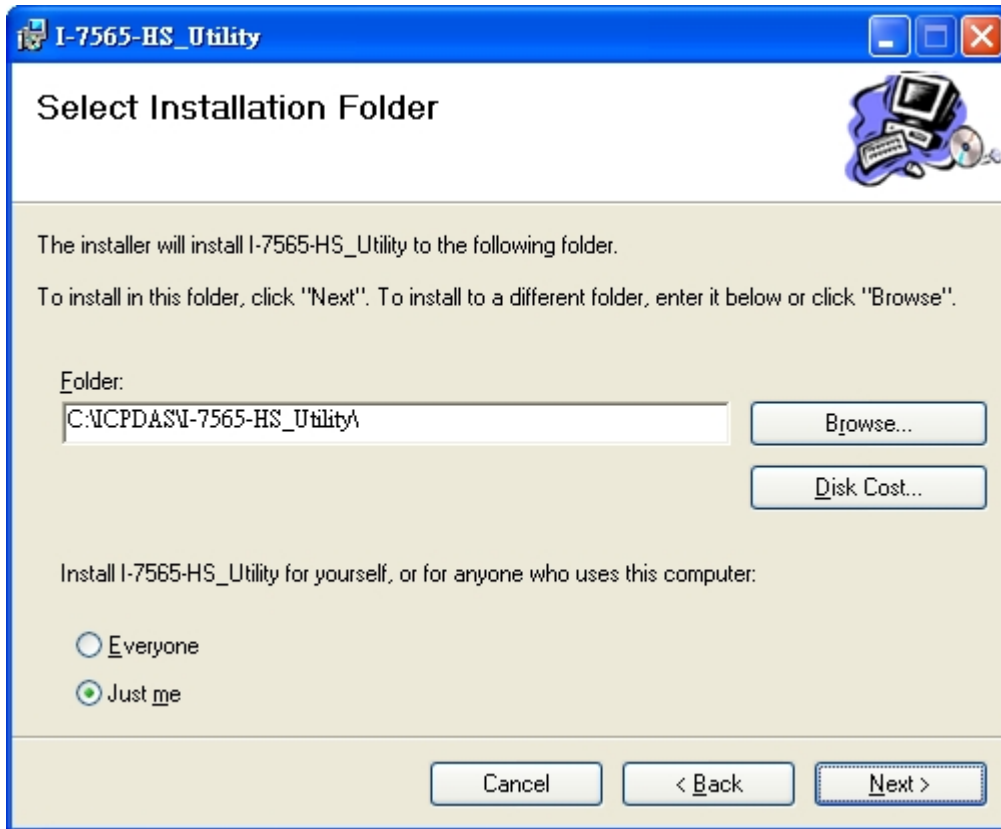 I-7565-HS_Utility
Select Installation Folder
The installer will install I-7565-HS_Utility to the following folder.
To install in this folder, click "Next". To install to a different folder, enter it below or click "Browse".
Folder:
C:\ICPDAS\I-7565-HS_Utility\
Browse...
Disk Cost...
Install I-7565-HS_Utility for yourself, or for anyone who uses this computer:
Everyone
Just me
Cancel
< Back
Next >